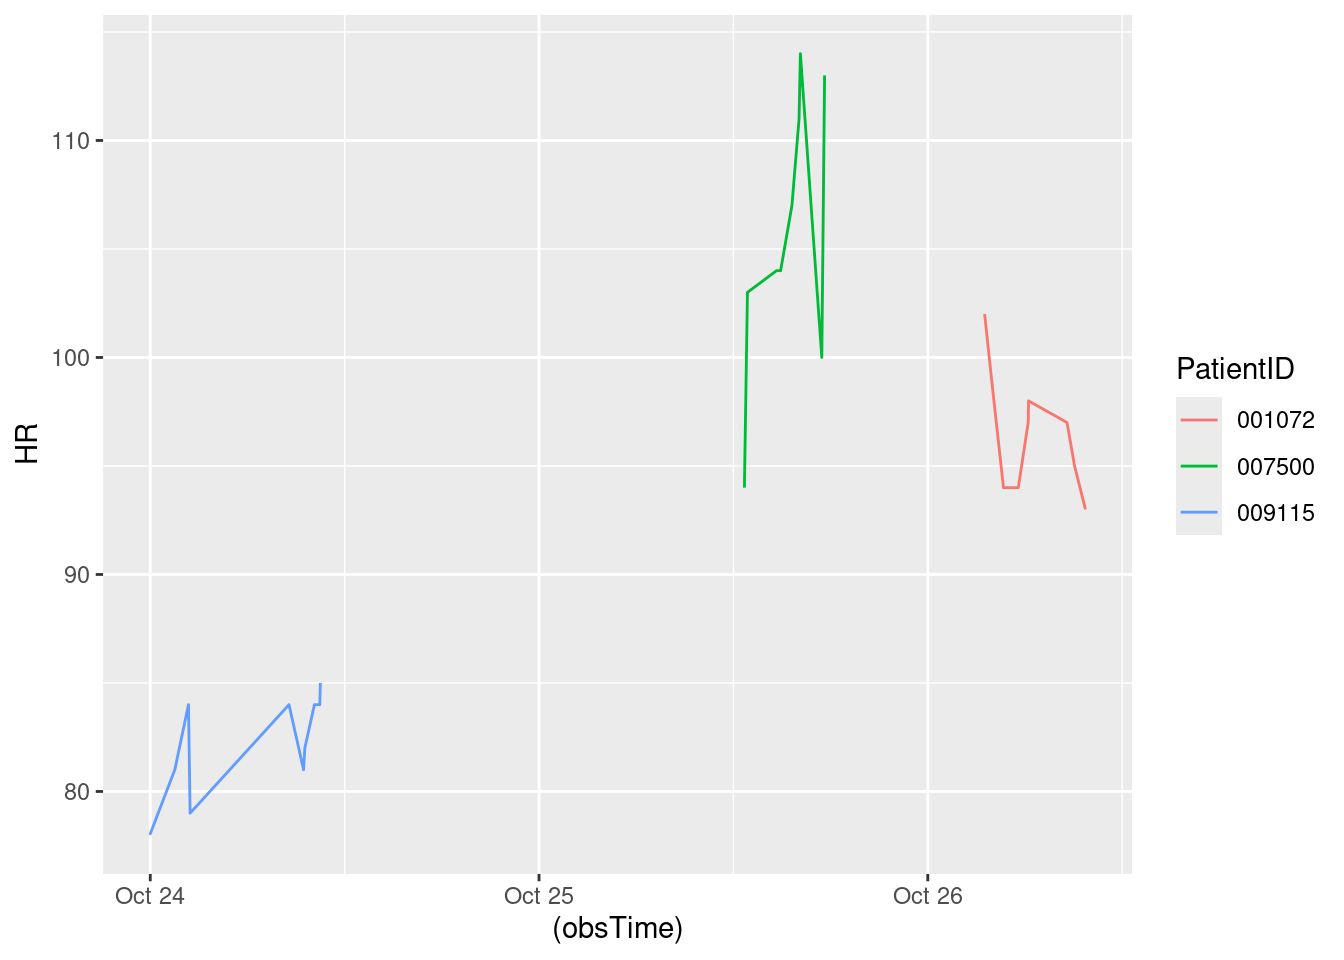 110
100
90
80
HR
Oct 24
Oct 25
Oct 26
(obsTime)
PatientID
001072
007500
009115